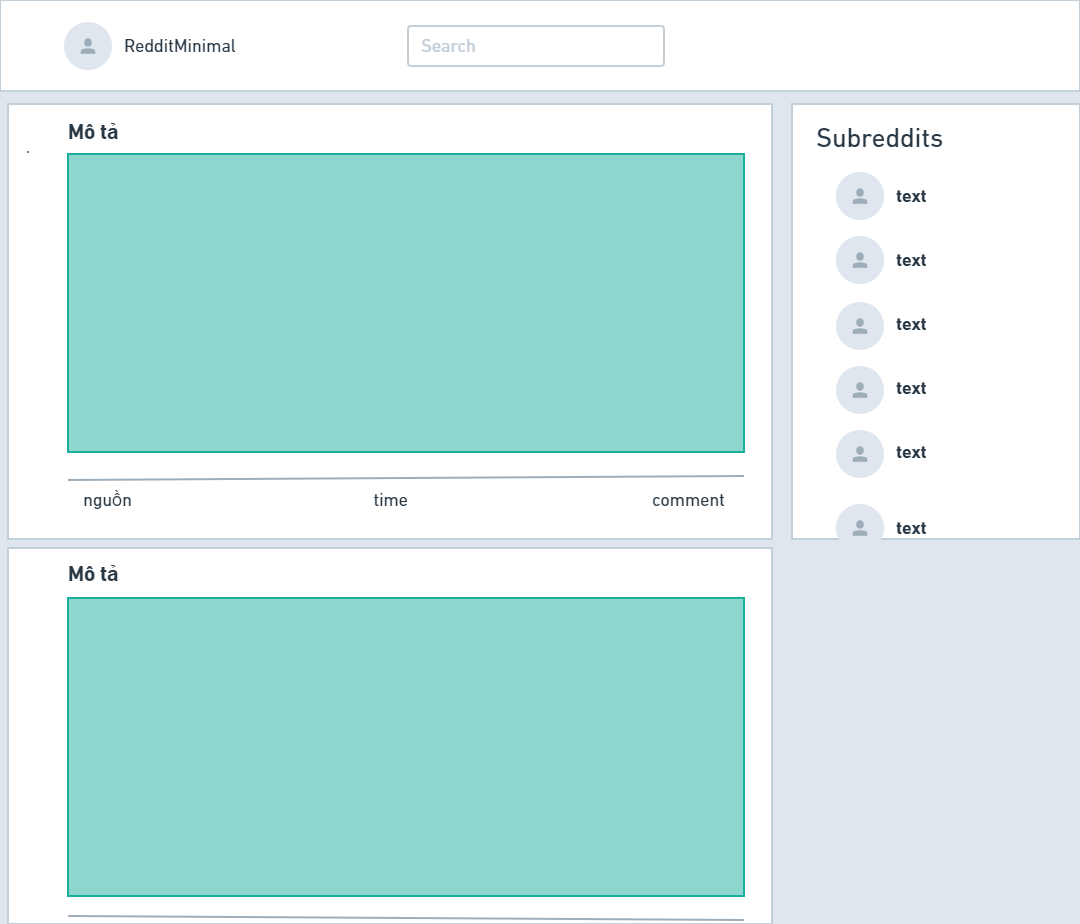 RedditMinimal
Search
Mô tả
nguồn
time
comment
Mô tả
Subreddits
text
text
text
text
text
text